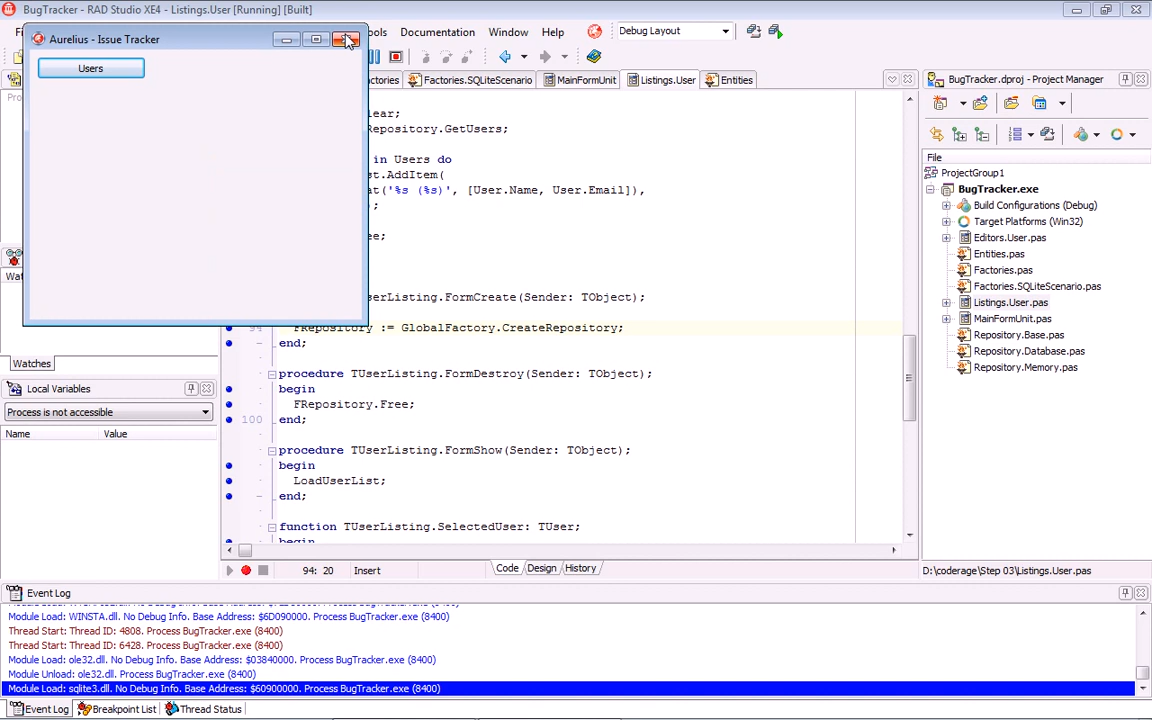 BugTracker - RAD Studio XE4 - Listings.User [Running] [Built]
Documentation Window Help
Debug Layout
Aurelius - Issue Tracker
Users
Factories.SQLiteScenario
MainFormUnit
Listings.User
Entities
BugTracker.dproj - Project Manager
File
ProjectGroup1
BugTracker.exe
Build Configurations (Debug)
Target Platforms (Win32)
Editors.User.pas
Entities.pas
Factories.pas
Factories.SQLiteScenario.pas
Listings.User.pas
MainFormUnit.pas
Repository.Base.pas
Repository.Database.pas
Repository.Memory.pas
D:\coderage\Step 03\Listings.User.pas
lear;
Repository.GetUsers;
in Users do
st.AddItem(
at('%s (%s)', [User.Name, User.Email]),
);
ee;
serListing.FormCreate(Sender: TObject);
94 FRepository := GlobalFactory.CreateRepository;
end;
procedure TUserListing.FormDestroy(Sender: TObject);
begin
FRepository.Free;
100 end;
procedure TUserListing.FormShow(Sender: TObject);
begin
LoadUserList;
end;
function TUserListing.SelectedUser: TUser;
begin
94: 20 Insert
Code Design History
Watches
Local Variables
Process is not accessible
Name Value
Event Log
Module Load: WINSTA.dll. No Debug Info. Base Address: $6D090000. Process BugTracker.exe (8400)
Thread Start: Thread ID: 4808. Process BugTracker.exe (8400)
Thread Start: Thread ID: 6428. Process BugTracker.exe (8400)
Module Load: ole32.dll. No Debug Info. Base Address: $03840000. Process BugTracker.exe (8400)
Module Unload: ole32.dll. Process BugTracker.exe (8400)
Module Load: sqlite3.dll. No Debug Info. Base Address: $60900000. Process BugTracker.exe (8400)
Event Log Breakpoint List Thread Status